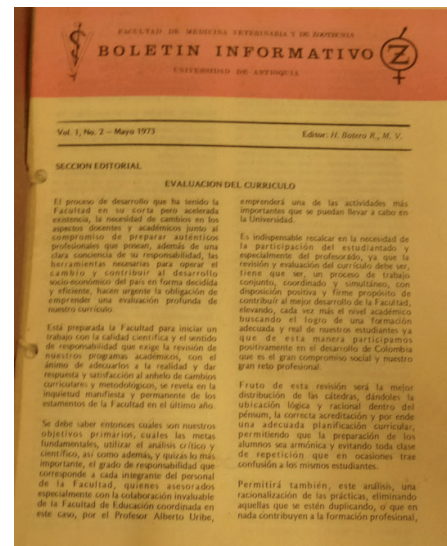 FACULTAD DE MEDICINA VETERINARIA Y DE ZOOTECNIA
BOLETIN INFORMATIVO
UNIVERSIDAD DE ANTIOQUIA
Vol. 1, No. 2 – Mayo 1973
Editor: H. Botero R., M. V.
SECCION EDITORIAL
EVALUACION DEL CURRICULO
El proceso de desarrollo que ha tenido la
Facultad en su corta pero acelerada
existencia, la necesidad de cambios en los
aspectos docentes y académicos junto al
compromiso de preparar auténticos
profesionales que posean, además de una
clara conciencia de su responsabilidad, las
herramientas necesarias para operar el
cambio y contribuir al desarrollo
socio-económico del país en forma decidida
y eficiente, hacen urgente la obligación de
emprender una evaluación profunda de
nuestro currículo.
Está preparada la Facultad para iniciar un
trabajo con la calidad científica y el sentido
de responsabilidad que exige la revisión de
nuestros programas académicos, con el
ánimo de adecuarlos a la realidad y dar
respuesta y satisfacción al anhelo de cambios
curriculares y metodológicos, se revela en la
inquietud manifiesta y permanente de los
estamentos de la Facultad en el último año.
Se debe saber entonces cuales son nuestros
objetivos primarios, cuales las metas
fundamentales, utilizar el análisis crítico y
científico, así como además, y quizás lo más
importante, el grado de responsabilidad que
corresponde a cada integrante del personal
de la Facultad, quienes asesorados
especialmente con la colaboración invaluable
de la Facultad de Educación coordinada en
este caso, por el Profesor Alberto Uribe,
emprenderá una de las actividades más
importantes que se puedan llevar a cabo en
la Universidad.
Es indispensable recalcar en la necesidad de
la participación del estudiantado y
especialmente del profesorado, ya que la
revisión y evaluación del currículo debe ser,
tiene que ser, un proceso de trabajo
conjunto, coordinado y simultáneo, con
disposición positiva y firme propósito de
contribuír al mejor desarrollo de la Facultad,
elevando, cada vez más el nivel académico
buscando el logro de una formación
adecuada y real de nuestros estudiantes ya
que de esta manera participamos
positivamente en el desarrollo de Colombia
que es el gran compromiso social y nuestro
gran reto profesional.
Fruto de esta revisión será la mejor
distribución de las cátedras, dándoles la
ubicación lógica y racional dentro del
pénsum, la correcta acreditación y por ende
una adecuada planificación curricular,
permitiendo que la preparación de los
alumnos sea armónica y evitando toda clase
de repetición que en ocasiones trae
confusión a los mismos estudiantes.
Permitirá también, este análisis, una
racionalización de las prácticas, eliminando
aquellas que se estén duplicando, o que en
nada contribuyen a la formación profesional,